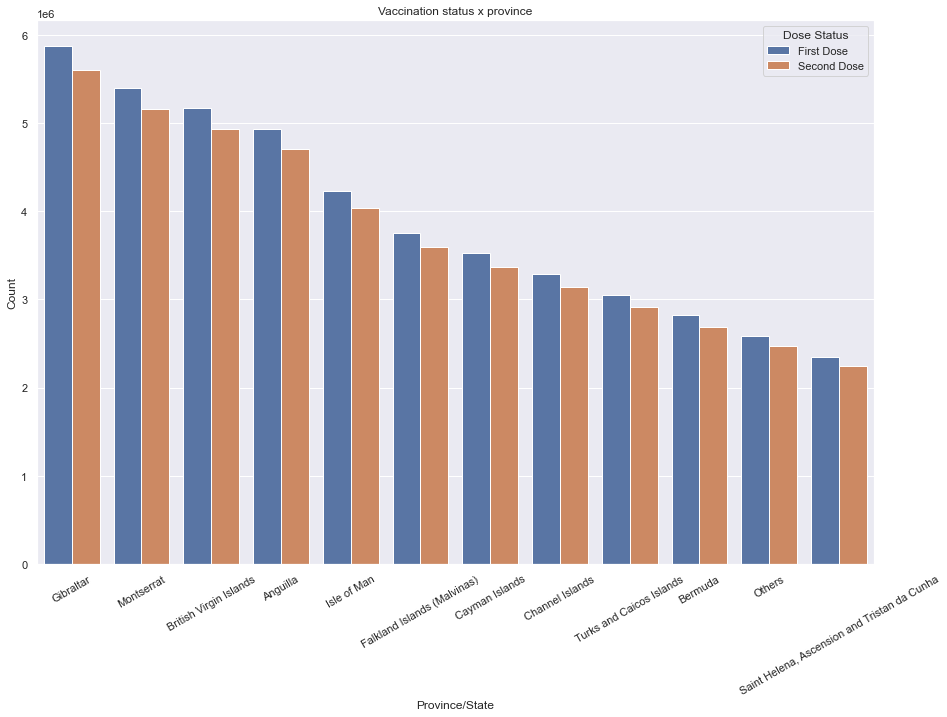 Vaccination status x province
1e6
Dose Status
First Dose
Second Dose
6
5
4
3
2
1
0
Count
Gibraltar
Montserrat
British Virgin Islands
Anguilla
Isle of Man
Falkland Islands (Malvinas)
Cayman Islands
Channel Islands
Turks and Caicos Islands
Bermuda
Others
Saint Helena, Ascension and Tristan da Cunha
Province/State